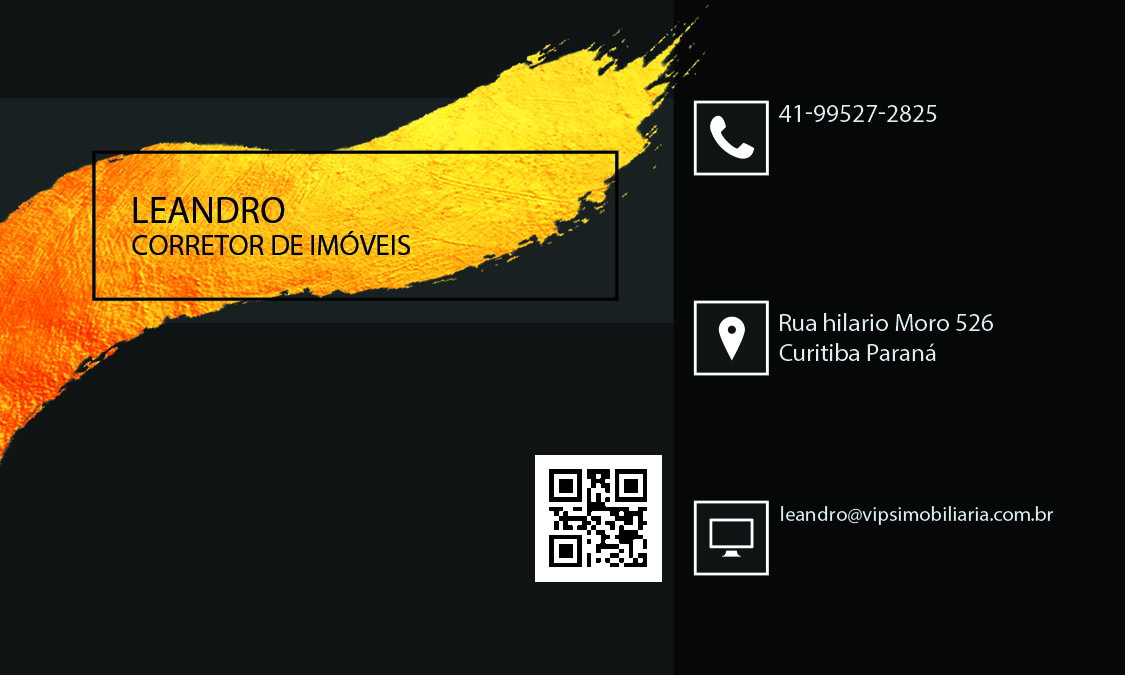 LEANDRO
CORRETOR DE IMÓVEIS
41-99527-2825
Rua hilario Moro 526
Curitiba Paraná
leandro@vipsimobiliaria.com.br